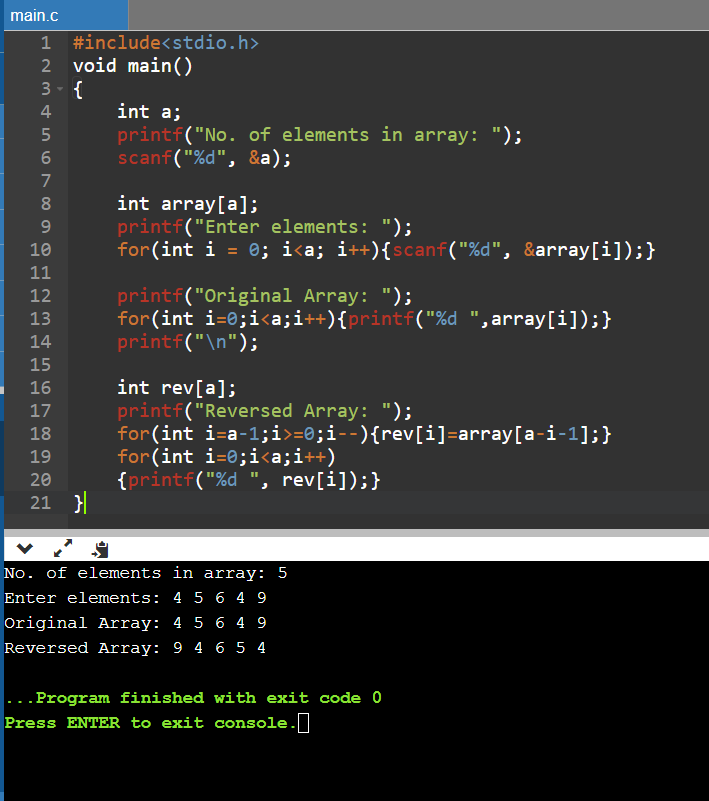 main.c
1 #include<stdio.h>
2 void main()
3 {
4 int a;
5 printf("No. of elements in array: ");
6 scanf("%d", &a);
7
8 int array[a];
9 printf("Enter elements: ");
10 for(int i = 0; i<a; i++){scanf("%d", &array[i]);}
11
12 printf("Original Array: ");
13 for(int i=0;i<a;i++){printf("%d ",array[i]);}
14 printf("\n");
15
16 int rev[a];
17 printf("Reversed Array: ");
18 for(int i=a-1;i>=0;i--){rev[i]=array[a-i-1];}
19 for(int i=0;i<a;i++)
20 {printf("%d ", rev[i]);}
21 }
No. of elements in array: 5
Enter elements: 4 5 6 4 9
Original Array: 4 5 6 4 9
Reversed Array: 9 4 6 5 4
...Program finished with exit code 0
Press ENTER to exit console.